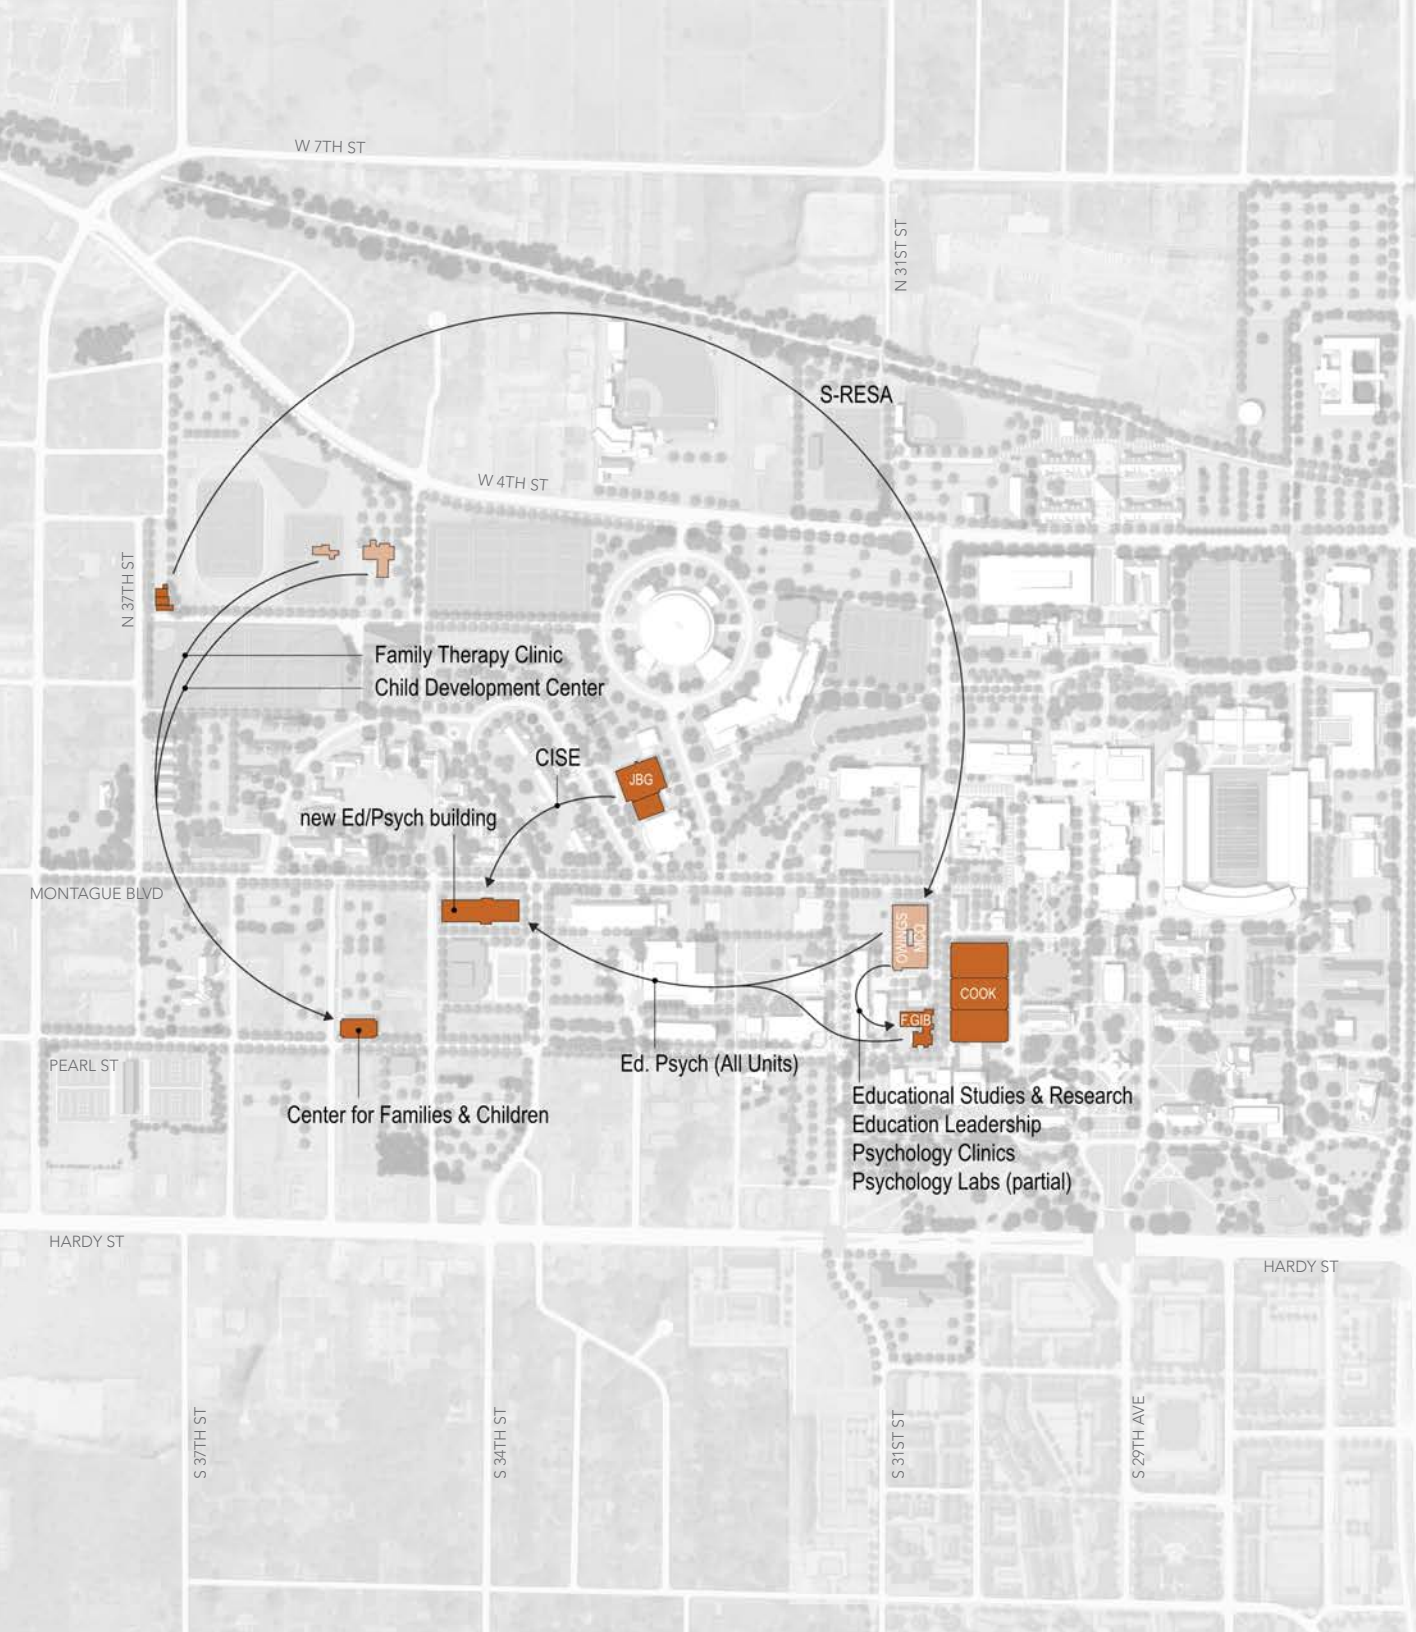 W 7TH ST
N 31ST ST
S-RESA
W 4TH ST
N 37TH ST
Family Therapy Clinic
Child Development Center
CISE
JBG
new Ed/Psych building
MONTAGUE BLVD
OWINGS
MCQ
COOK
F.GIB
PEARL ST
Ed. Psych (All Units)
Center for Families & Children
Educational Studies & Research
Education Leadership
Psychology Clinics
Psychology Labs (partial)
HARDY ST
HARDY ST
S 37TH ST
S 34TH ST
S 31ST ST
S 29TH AVE